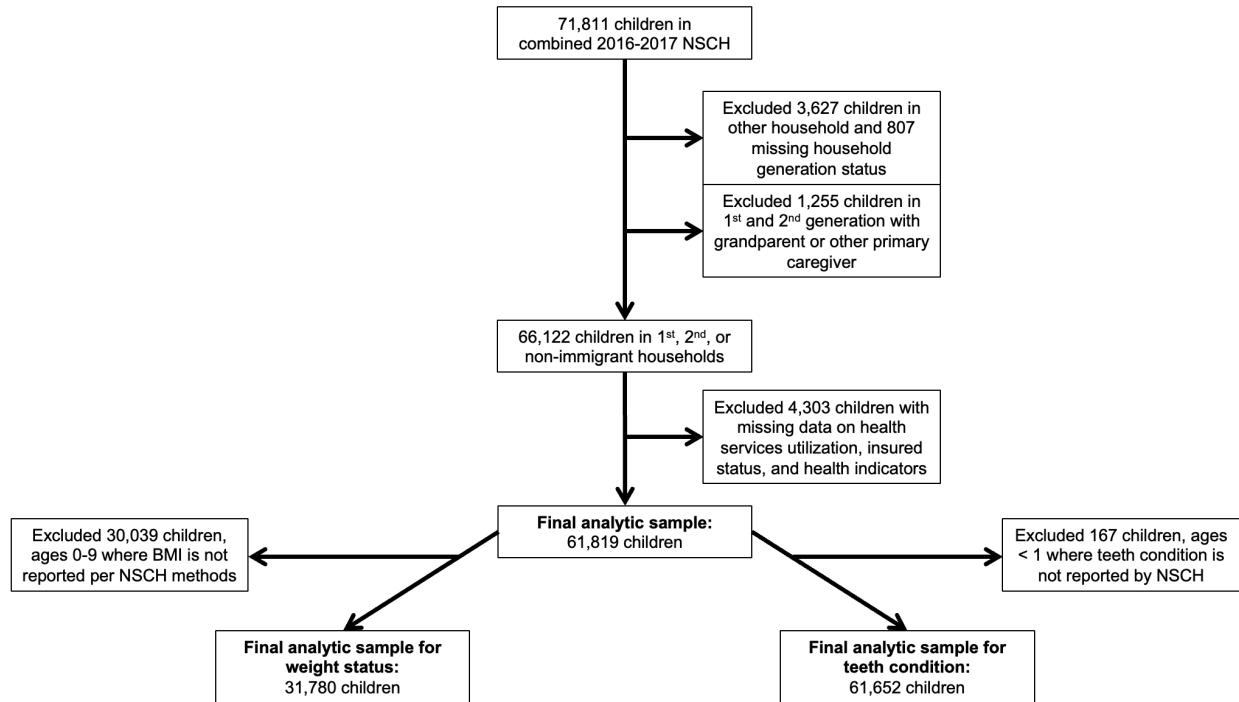 71,811 children in
combined 2016-2017 NSCH
Excluded 3,627 children in
other household and 807
missing household
generation status
Excluded 1,255 children in
1st and 2nd generation with
grandparent or other primary
caregiver
66,122 children in 1st, 2nd, or
non-immigrant households
Excluded 4,303 children with
missing data on health
services utilization, insured
status, and health indicators
Final analytic sample:
61,819 children
Excluded 30,039 children,
ages 0-9 where BMI is not
reported per NSCH methods
Excluded 167 children, ages
< 1 where teeth condition is
not reported by NSCH
Final analytic sample for
weight status:
31,780 children
Final analytic sample for
teeth condition:
61,652 children